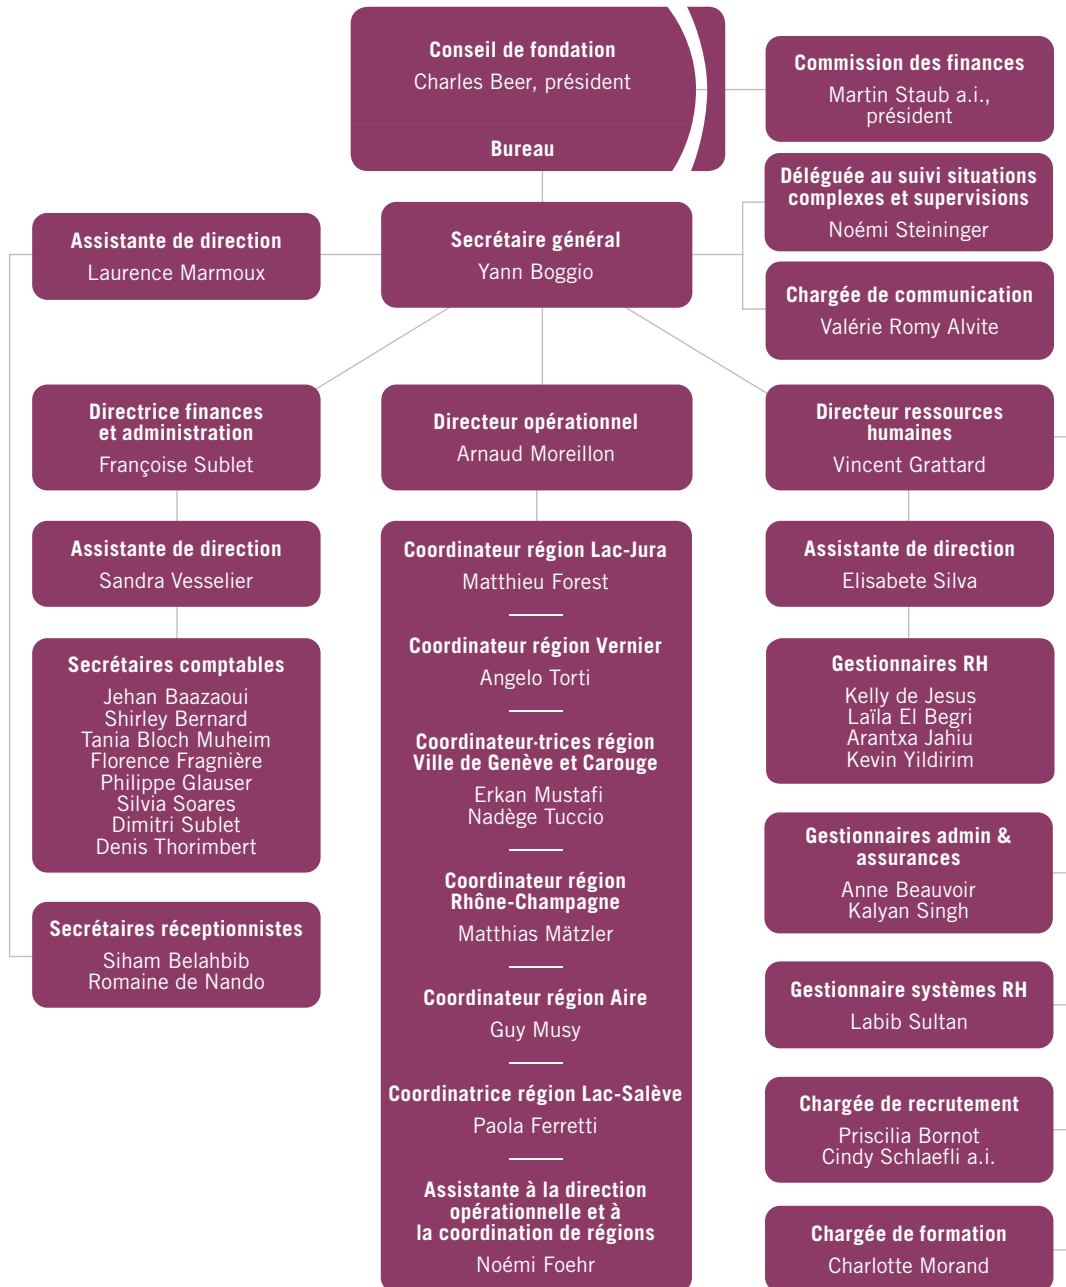 Conseil de fondation
Charles Beer, président
Bureau
Commission des finances
Martin Staub a.i.,
président
Déléguée au suivi situations
complexes et supervisions
Noémi Steininger
Assistante de direction
Laurence Marmoux
Secrétaire général
Yann Boggio
Chargée de communication
Valérie Romy Alvite
Directrice finances
et administration
Françoise Sublet
Directeur opérationnel
Arnaud Moreillon
Directeur ressources
humaines
Vincent Grattard
Assistante de direction
Sandra Vesselier
Secrétaires comptables
Jehan Baazaoui
Shirley Bernard
Tania Bloch Muheim
Florence Fragnière
Philippe Glauser
Silvia Soares
Dimitri Sublet
Denis Thorimbert
Secrétaires réceptionnistes
Siham Belahbib
Romaine de Nando
Coordinateur région Lac-Jura
Matthieu Forest
Coordinateur région Vernier
Angelo Torti
Coordinateur·trices région
Ville de Genève et Carouge
Erkan Mustafi
Nadège Tuccio
Coordinateur région
Rhône-Champagne
Matthias Mätzler
Coordinateur région Aire
Guy Musy
Coordinatrice région Lac-Salève
Paola Ferretti
Assistante à la direction
opérationnelle et à
la coordination de régions
Noémi Foehr
Assistante de direction
Elisabete Silva
Gestionnaires RH
Kelly de Jesus
Laïla El Begri
Arantxa Jahiu
Kevin Yildirim
Gestionnaires admin &
assurances
Anne Beauvoir
Kalyan Singh
Gestionnaire systèmes RH
Labib Sultan
Chargée de recrutement
Priscilia Bornot
Cindy Schlaefli a.i.
Chargée de formation
Charlotte Morand